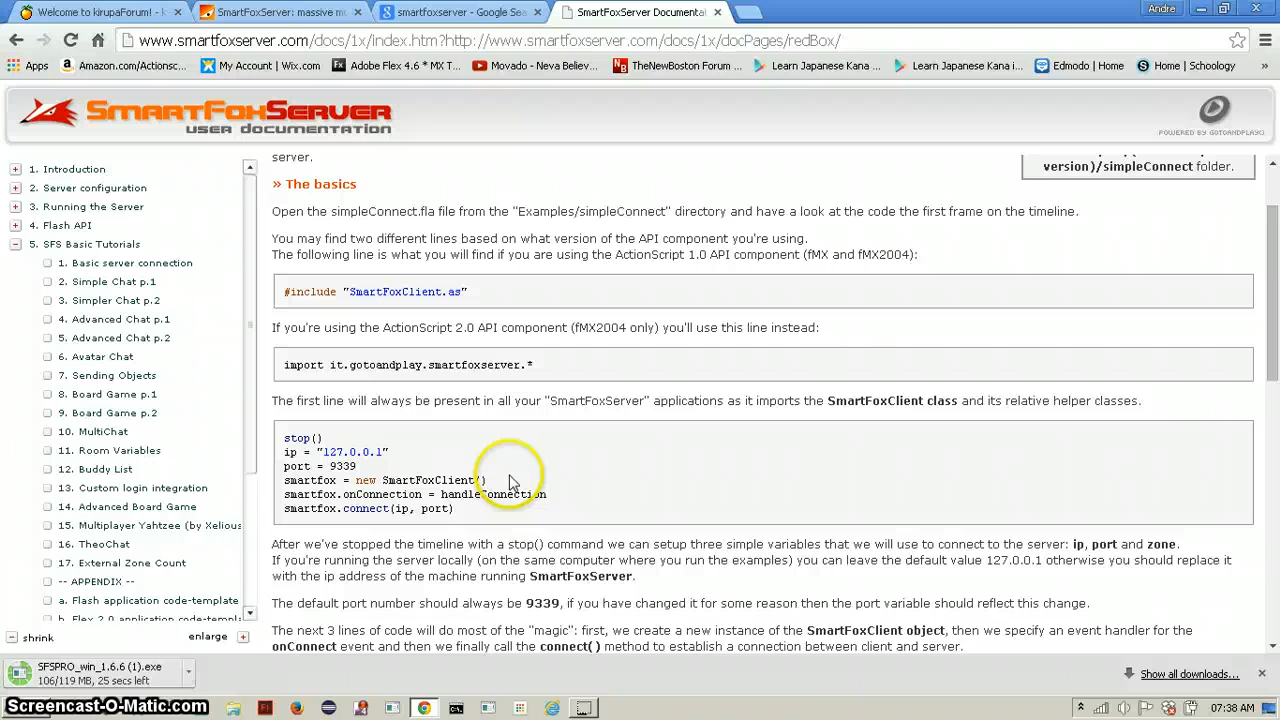 Welcome to kirupaForum! - k
SmartFoxServer: massive m
smartfoxserver - Google Sea
SmartFoxServer Documenta
Andre
www.smartfoxserver.com/docs/1x/index.htm?http://www.smartfoxserver.com/docs/1x/docPages/redBox/
Apps
Amazon.com/Actionsc...
My Account | Wix.com
Adobe Flex 4.6 * MX T...
Movado - Neva Believ...
TheNewBoston Forum ...
Learn Japanese Kana ...
Learn Japanese Kana i...
Edmodo | Home
Home | Schoology
SmartFoxServer
user documentation
POWERED BY GOTOANDPLAY()
1. Introduction
2. Server configuration
3. Running the Server
4. Flash API
5. SFS Basic Tutorials
1. Basic server connection
2. Simple Chat p.1
3. Simpler Chat p.2
4. Advanced Chat p.1
5. Advanced Chat p.2
6. Avatar Chat
7. Sending Objects
8. Board Game p.1
9. Board Game p.2
10. MultiChat
11. Room Variables
12. Buddy List
13. Custom login integration
14. Advanced Board Game
15. Multiplayer Yahtzee (by Xelious
16. TheoChat
17. External Zone Count
-- APPENDIX --
a. Flash application code-template
b. Flex 2.0 application code-template
shrink
enlarge
server.
version)/simpleConnect folder.
» The basics
Open the simpleConnect.fla file from the "Examples/simpleConnect" directory and have a look at the code the first frame on the timeline.
You may find two different lines based on what version of the API component you're using.
The following line is what you will find if you are using the ActionScript 1.0 API component (fMX and fMX2004):
#include "SmartFoxClient.as"
If you're using the ActionScript 2.0 API component (fMX2004 only) you'll use this line instead:
import it.gotoandplay.smartfoxserver.*
The first line will always be present in all your "SmartFoxServer" applications as it imports the SmartFoxClient class and its relative helper classes.
stop()
ip = "127.0.0.1"
port = 9339
smartfox = new SmartFoxClient()
smartfox.onConnection = handleConnection
smartfox.connect(ip, port)
After we've stopped the timeline with a stop() command we can setup three simple variables that we will use to connect to the server: ip, port and zone.
If you're running the server locally (on the same computer where you run the examples) you can leave the default value 127.0.0.1 otherwise you should replace it
with the ip address of the machine running SmartFoxServer.
The default port number should always be 9339, if you have changed it for some reason then the port variable should reflect this change.
The next 3 lines of code will do most of the "magic": first, we create a new instance of the SmartFoxClient object, then we specify an event handler for the
onConnect event and then we finally call the connect() method to establish a connection between client and server.
SFSPRO_win_1.6.6 (1).exe
106/119 MB, 25 secs left
Show all downloads...
Screencast-O-Matic.com
07:38 AM